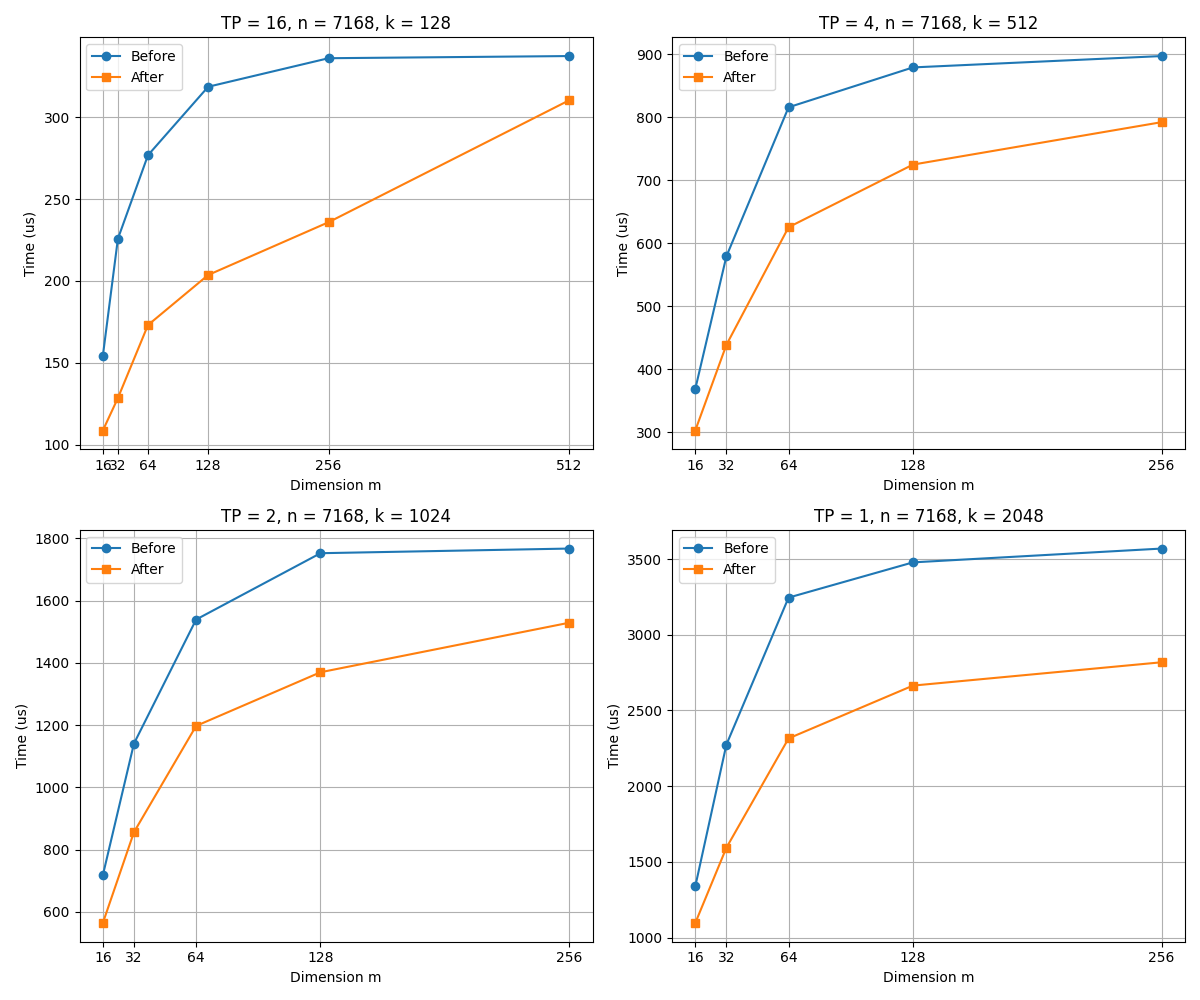 TP = 16, n = 7168, k = 128
Before
After
300
250
200
150
100
Time (us)
16 32 64 128 256 512
Dimension m
TP = 4, n = 7168, k = 512
Before
After
900
800
700
600
500
400
300
Time (us)
16 32 64 128 256
Dimension m
TP = 2, n = 7168, k = 1024
Before
After
1800
1600
1400
1200
1000
800
600
Time (us)
16 32 64 128 256
Dimension m
TP = 1, n = 7168, k = 2048
Before
After
3500
3000
2500
2000
1500
1000
Time (us)
16 32 64 128 256
Dimension m